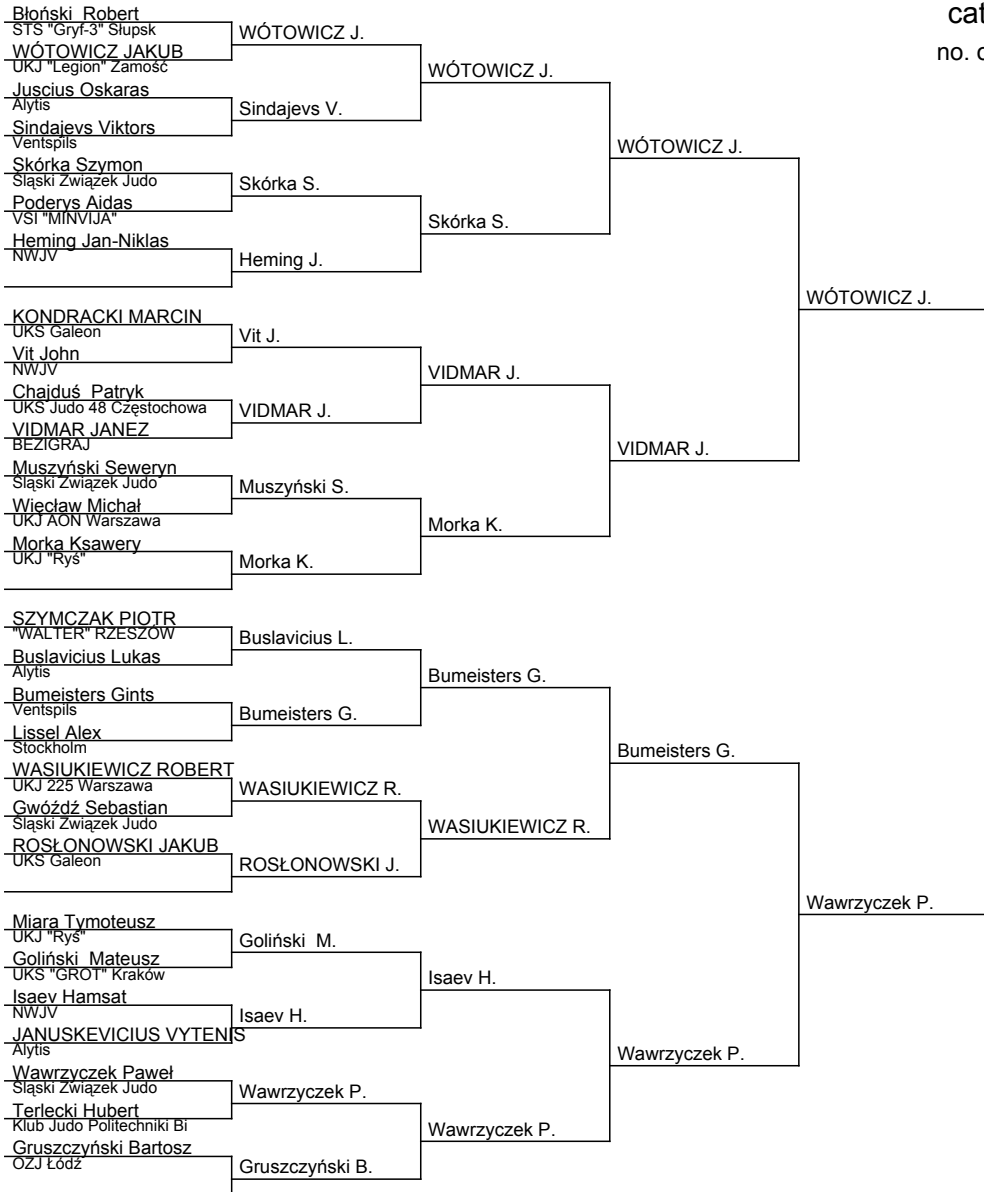 cat
no. o
Błoński Robert
STS "Gryf-3" Słupsk
WÓTOWICZ JAKUB
UKJ "Legion" Zamość
Juscius Oskaras
Alytis
Sindajevs Viktors
Ventspils
Skórka Szymon
Śląski Związek Judo
Poderys Aidas
VSI "MINVIJA"
Heming Jan-Niklas
NWJV
KONDRACKI MARCIN
UKS Galeon
Vit John
NWJV
Chajduś Patryk
UKS Judo 48 Częstochowa
VIDMAR JANEZ
BEZIGRAJ
Muszyński Seweryn
Śląski Związek Judo
Więcław Michał
UKJ AON Warszawa
Morka Ksawery
UKJ "Ryś"
SZYMCZAK PIOTR
"WALTER" RZESZÓW
Buslavicius Lukas
Alytis
Bumeisters Gints
Ventspils
Lissel Alex
Stockholm
WASIUKIEWICZ ROBERT
UKJ 225 Warszawa
Gwóźdź Sebastian
Śląski Związek Judo
ROSŁONOWSKI JAKUB
UKS Galeon
Miara Tymoteusz
UKJ "Ryś"
Goliński Mateusz
UKS "GROT" Kraków
Isaev Hamsat
NWJV
JANUSKEVICIUS VYTENIS
Alytis
Wawrzyczek Paweł
Śląski Związek Judo
Terlecki Hubert
Klub Judo Politechniki Bi
Gruszczyński Bartosz
OZJ Łódź
WÓTOWICZ J.
Sindajevs V.
Skórka S.
Heming J.
Vit J.
VIDMAR J.
Muszyński S.
Morka K.
Buslavicius L.
Bumeisters G.
WASIUKIEWICZ R.
ROSŁONOWSKI J.
Goliński M.
Isaev H.
Wawrzyczek P.
Gruszczyński B.
WÓTOWICZ J.
Skórka S.
VIDMAR J.
Morka K.
Bumeisters G.
WASIUKIEWICZ R.
Isaev H.
Wawrzyczek P.
WÓTOWICZ J.
VIDMAR J.
Bumeisters G.
Wawrzyczek P.
WÓTOWICZ J.
Wawrzyczek P.